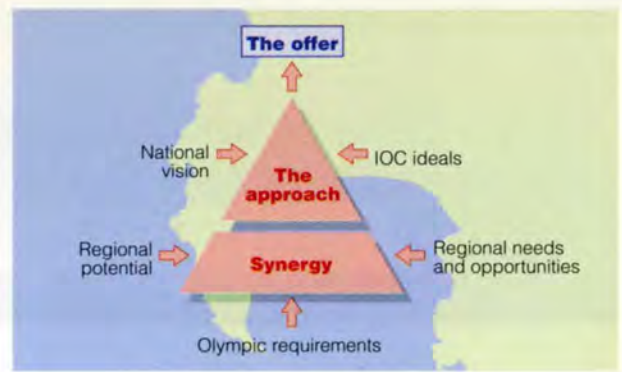 The offer
National
vision
IOC ideals
The
approach
Regional
potential
Synergy
Regional needs
and opportunities
Olympic requirements